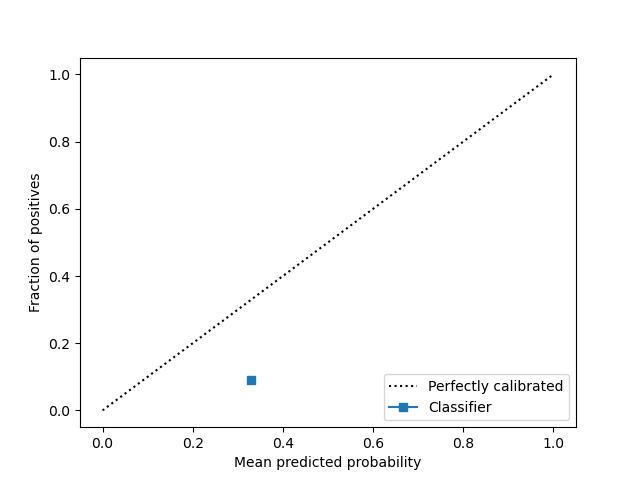 1.0
0.8
0.6
0.4
0.2
0.0
Fraction of positives
0.0 0.2 0.4 0.6 0.8 1.0
Mean predicted probability
Perfectly calibrated
Classifier